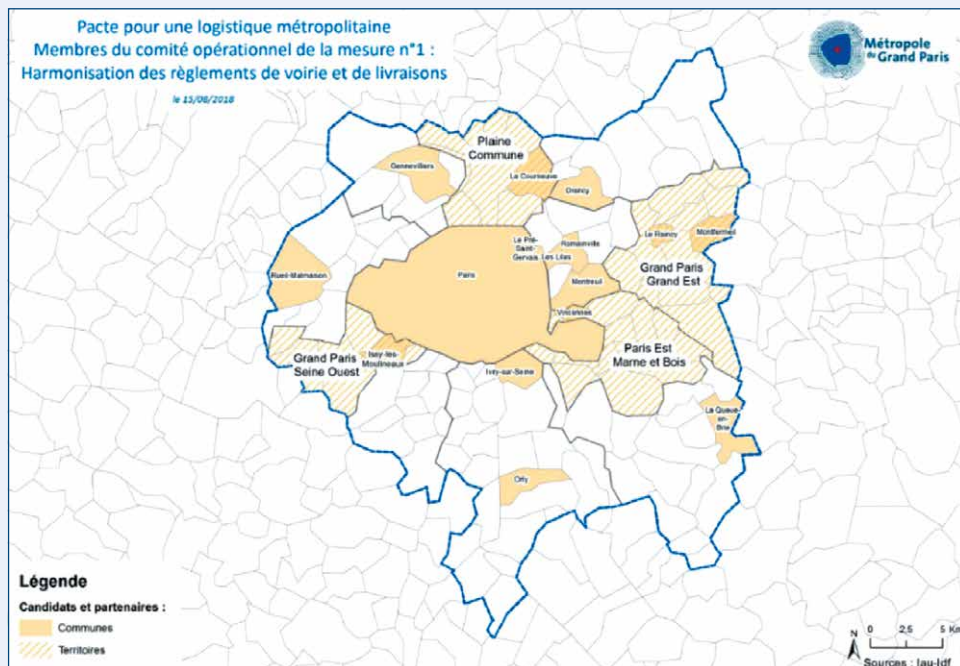 Pacte pour une logistique métropolitaine
Membres du comité opérationnel de la mesure n°1 :
Harmonisation des règlements de voirie et de livraisons
le 15/08/2018
Métropole
du Grand Paris
Plaine
Commune
Gennevilliers
La Courneuve
Drancy
Le Raincy
Montfermeil
Le Pré-
Saint-
Gervais
Les Lilas
Romainville
Grand Paris
Grand Est
Rueil-Malmaison
Paris
Montreuil
Vincennes
Paris Est
Marne et Bois
Grand Paris
Seine Ouest
Issy-les-
Moulineaux
Ivry-sur-Seine
La Queue-
en-
Brie
Orly
Légende
Candidats et partenaires :
Communes
Territoires
N
0 2,5 5 Km
Sources : Iau-Idf